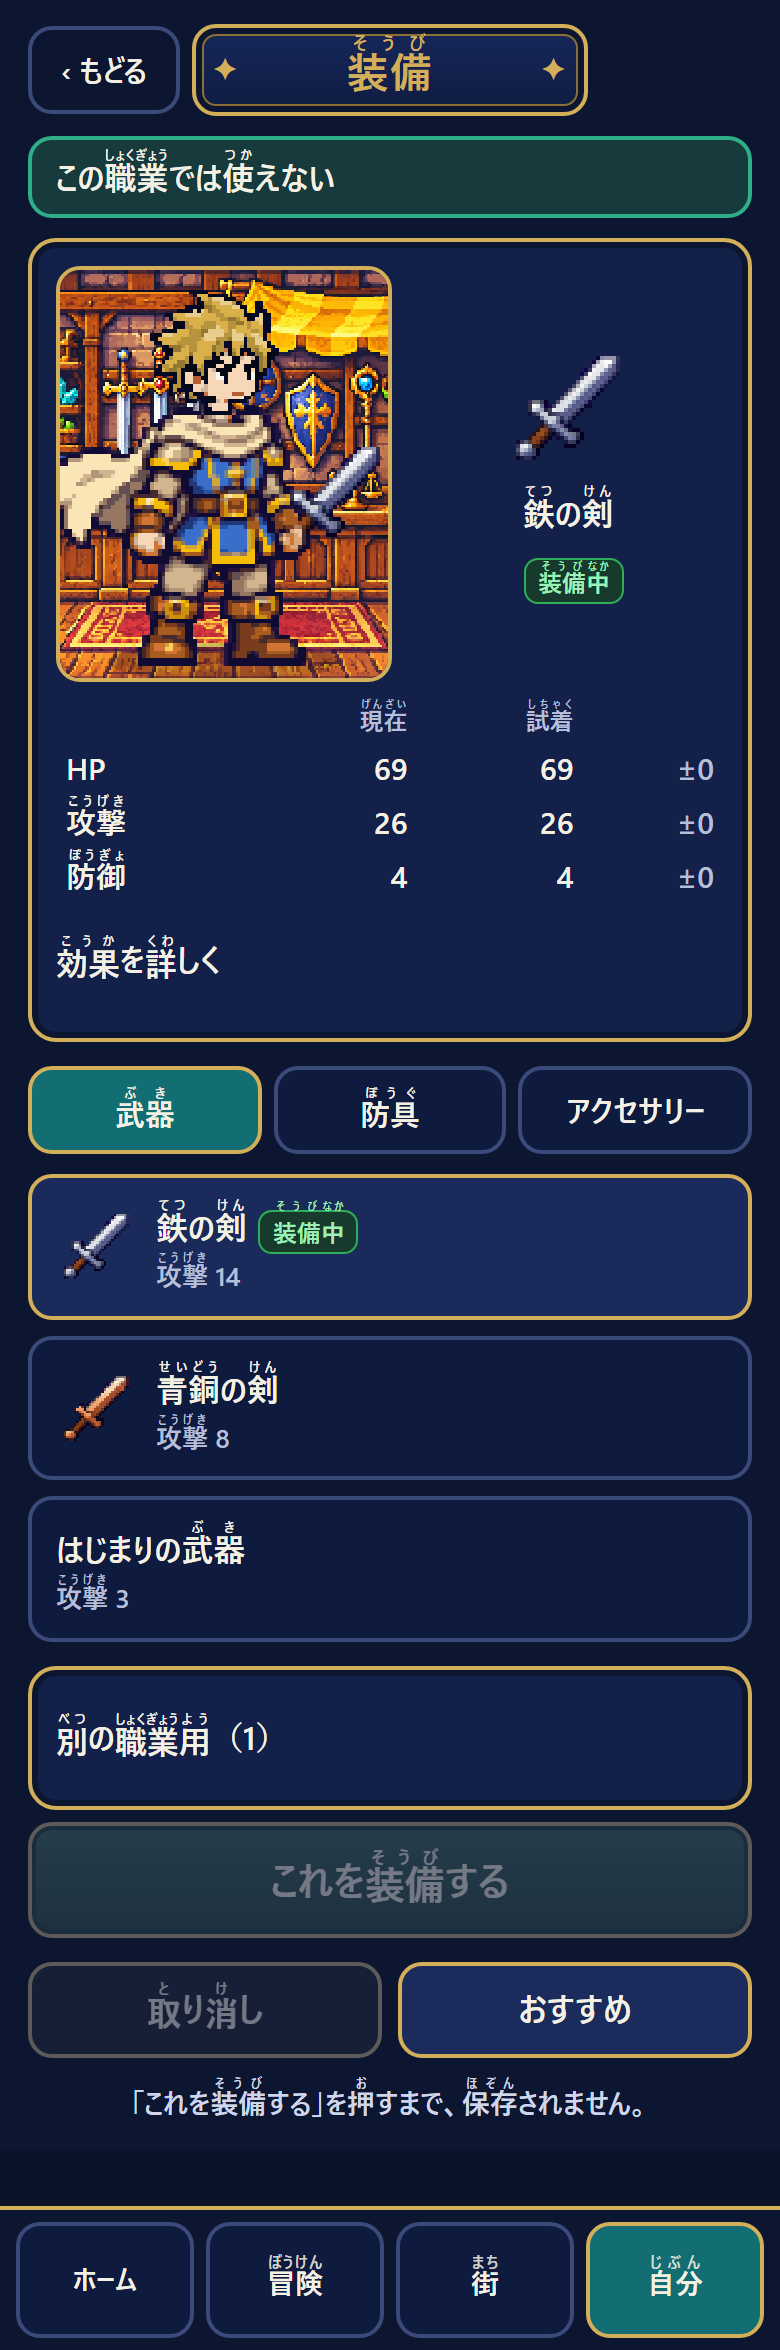 ‹ もどる
そうび
装備
しょくぎょう つか
この職業では使えない
てつ けん
鉄の剣
そうびなか
装備中
げんざい しちゃく
現在 試着
HP 69 69 ±0
こうげき
攻撃 26 26 ±0
ぼうぎょ
防御 4 4 ±0
こうか くわ
効果を詳しく
ぶき ぼうぐ
武器 防具 アクセサリー
てつ けん そうびなか
鉄の剣 装備中
こうげき
攻撃 14
せいどう けん
青銅の剣
こうげき
攻撃 8
ぶき
はじまりの武器
こうげき
攻撃 3
べつ しょくぎょうよう
別の職業用（1）
そうび
これを装備する
と け
取り消し おすすめ
そうび お ほぞん
「これを装備する」を押すまで、保存されません。
ぼうけん まち じぶん
ホーム 冒険 街 自分